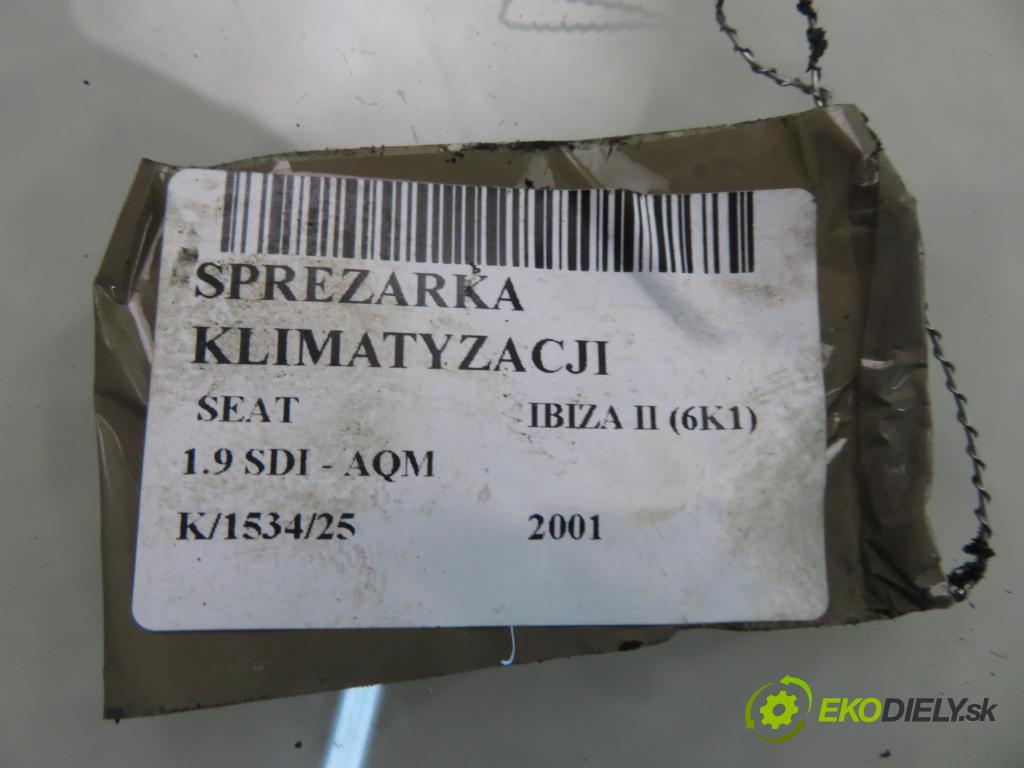 SPREZARKA
KLIMATYZACJI
SEAT IBIZA II (6K1)
1.9 SDI - AQM
K/1534/25 2001
EKODIELY.sk